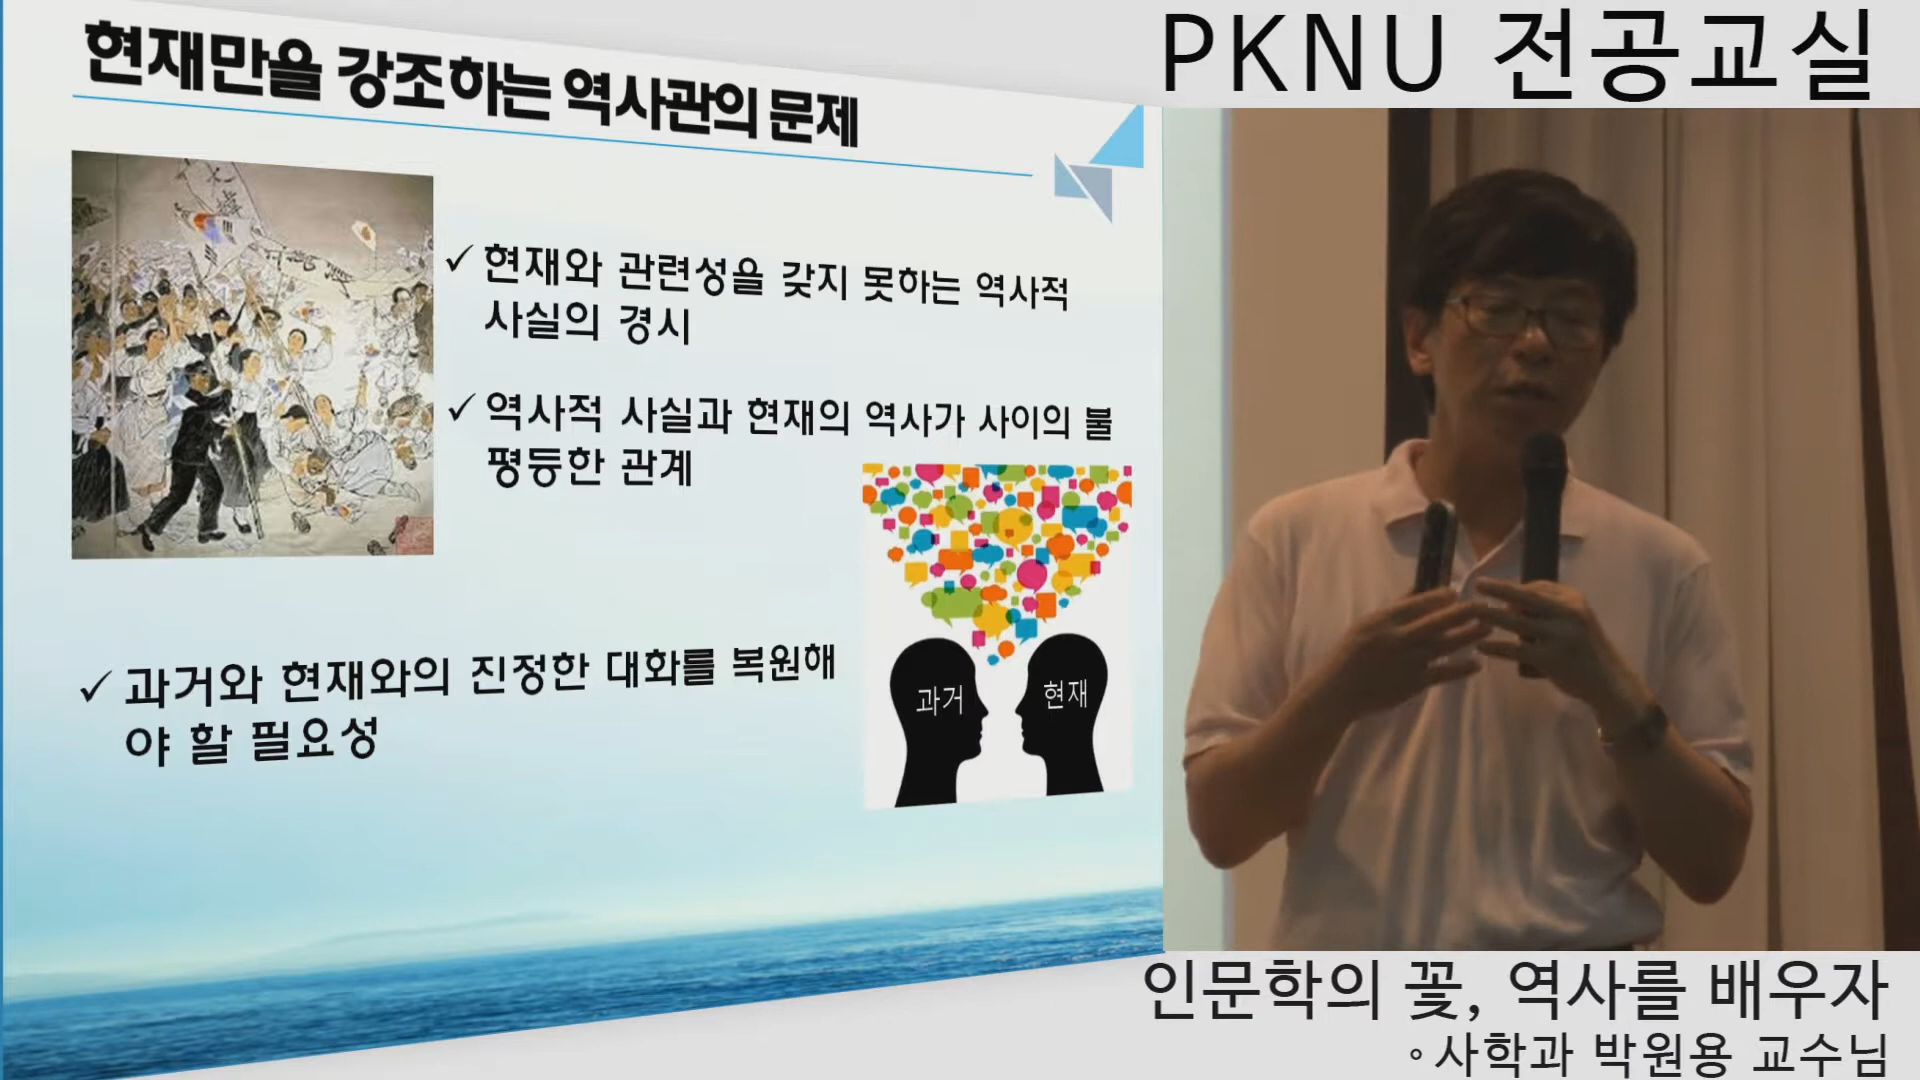 현재만을 강조하는 역사관의 문제
✓ 현재와 관련성을 갖지 못하는 역사적
사실의 경시
✓ 역사적 사실과 현재의 역사가 사이의 불
평등한 관계
✓ 과거와 현재와의 진정한 대화를 복원해
야 할 필요성
과거
현재
PKNU 전공교실
인문학의 꽃, 역사를 배우자
◦사학과 박원용 교수님